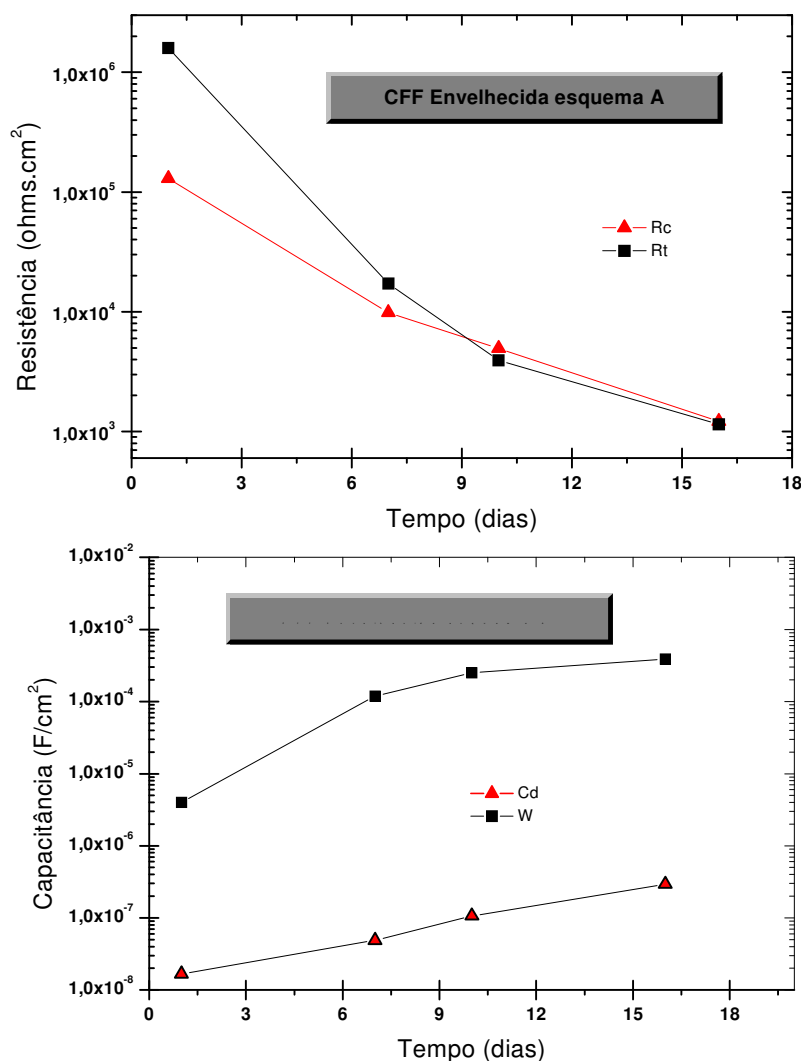 1,0x10⁶
1,0x10⁵
1,0x10⁴
1,0x10³
Resistência (ohms.cm²)
CFF Envelhecida esquema A
Rc
Rt
0 3 6 9 12 15 18
Tempo (dias)
1,0x10⁻²
1,0x10⁻³
1,0x10⁻⁴
1,0x10⁻⁵
1,0x10⁻⁶
1,0x10⁻⁷
1,0x10⁻⁸
Capacitância (F/cm²)
Cd
W
0 3 6 9 12 15 18
Tempo (dias)